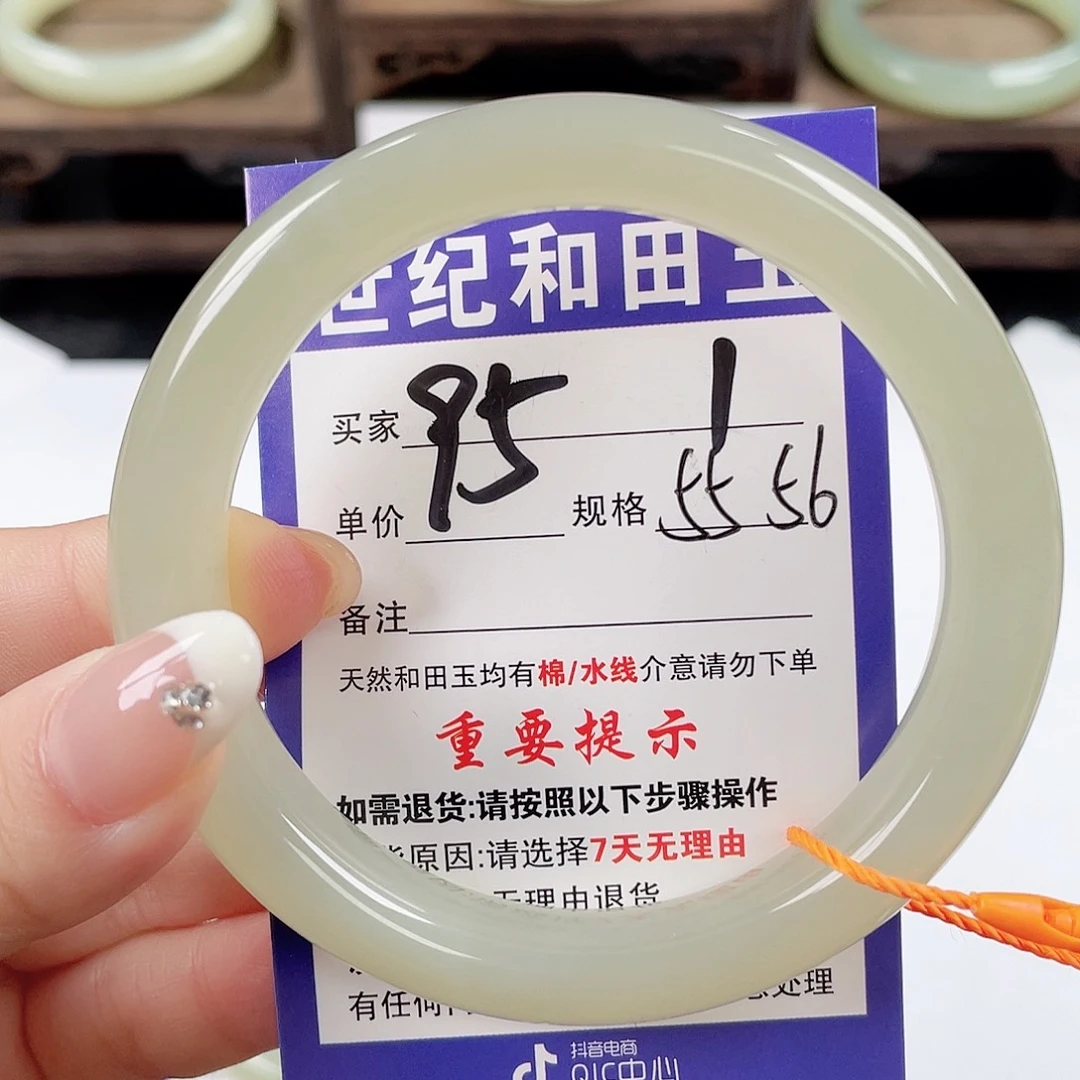 世纪和田玉
买家 95 1
单价 规格 55 56
备注
天然和田玉均有棉/水线介意请勿下单
重要提示
如需退货:请按照以下步骤操作
原因:请选择7天无理由
无理由退货
有任何 处理
抖音电商
QIC中心